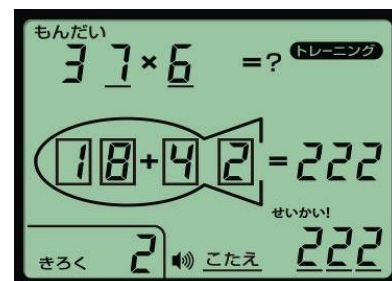 もんだい
37×6 =? トレーニング
18+42=222
せいかい!
きろく 2 こたえ 222